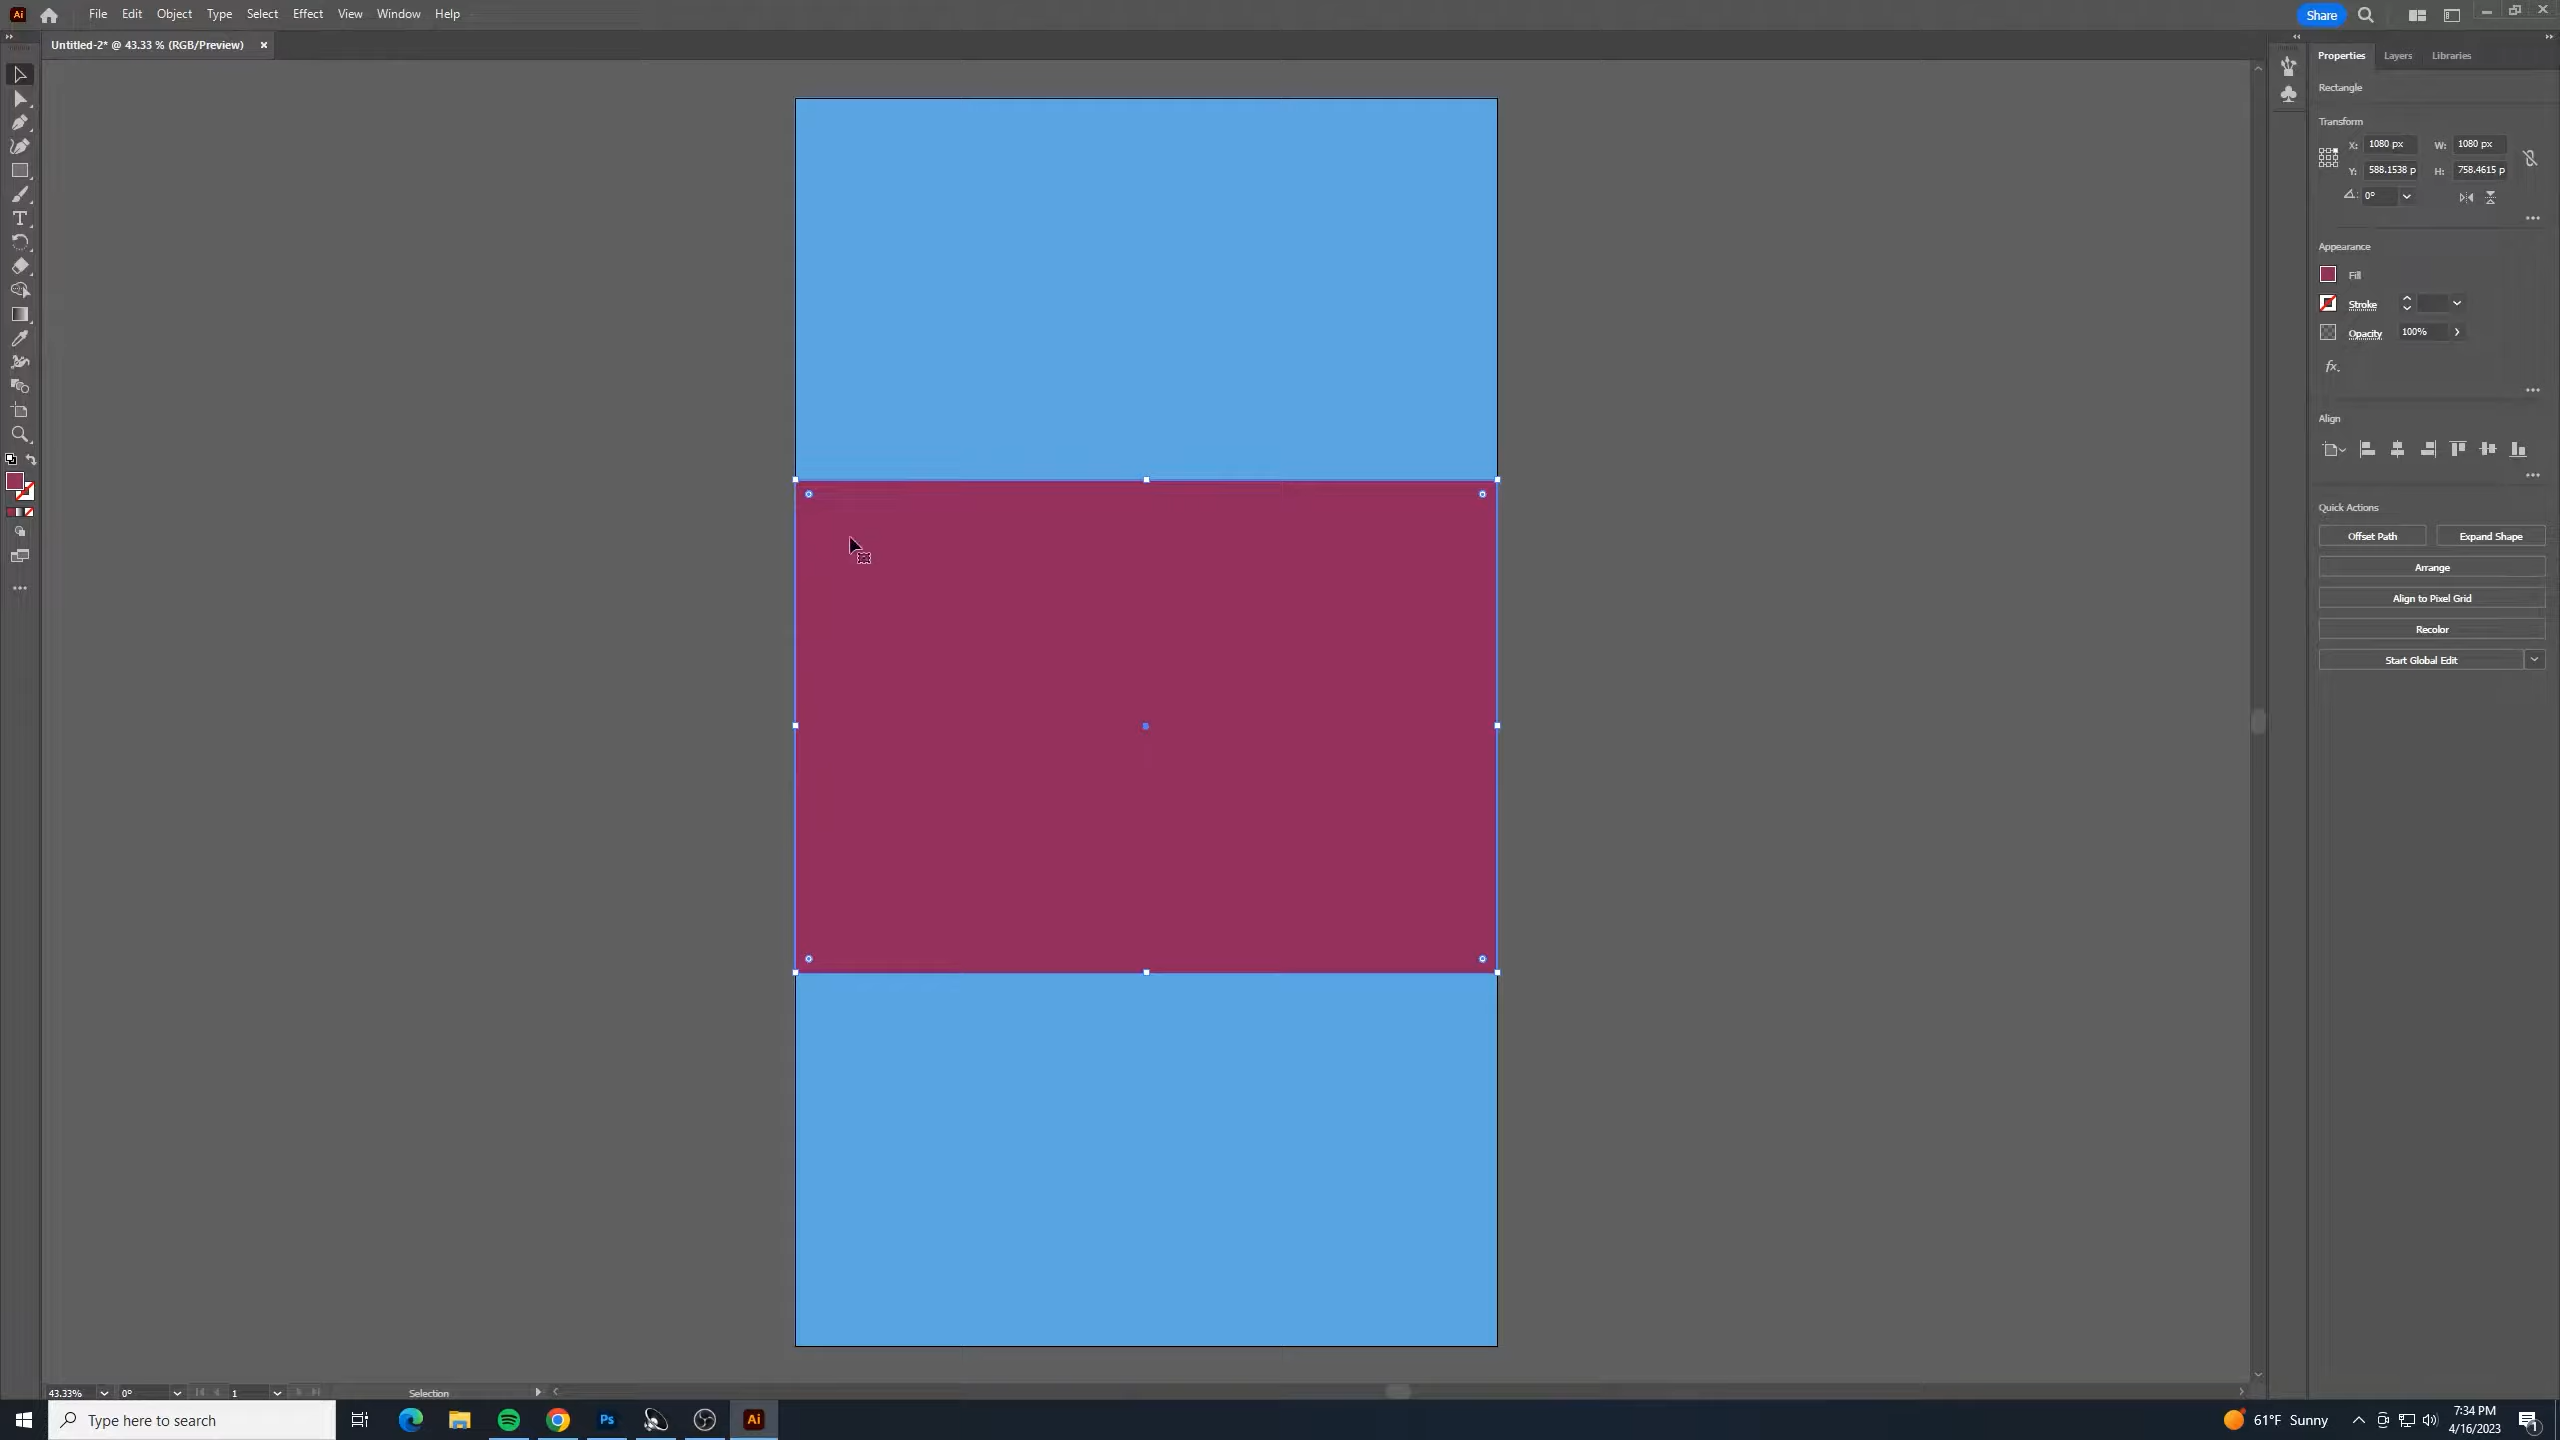 Ai File Edit Object Type Select Effect View Window Help Share
Untitled-2* @ 43.33 % (RGB/Preview) ×
Properties Layers Libraries
Rectangle
Transform
X: 1080 px W: 1080 px
Y: 588.1538 p H: 758.4615 p
0°
Appearance
Fill
Stroke
Opacity 100%
fx.
Align
Quick Actions
Offset Path Expand Shape
Arrange
Align to Pixel Grid
Recolor
Start Global Edit
43.33% 0° 1 Selection
Type here to search
Ps
Ai
61°F Sunny
7:34 PM
4/16/2023
1